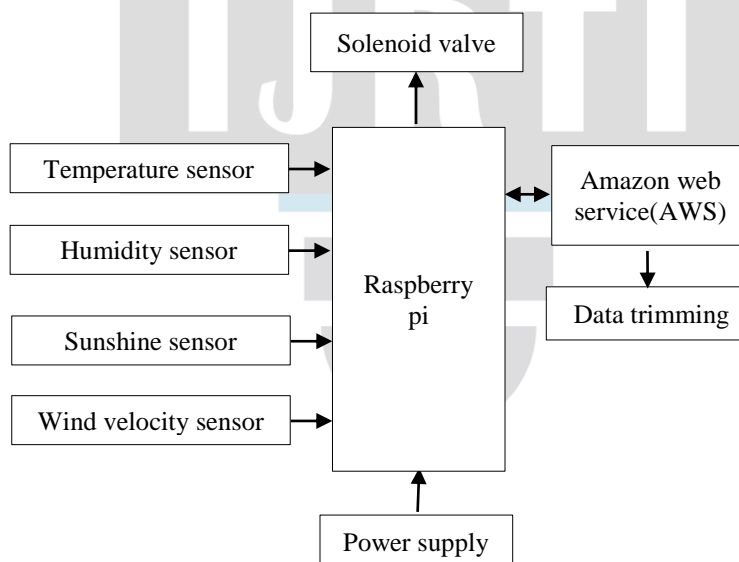 IJRTI
Solenoid valve
Temperature sensor
Humidity sensor
Sunshine sensor
Wind velocity sensor
Raspberry
pi
Amazon web
service(AWS)
Data trimming
Power supply